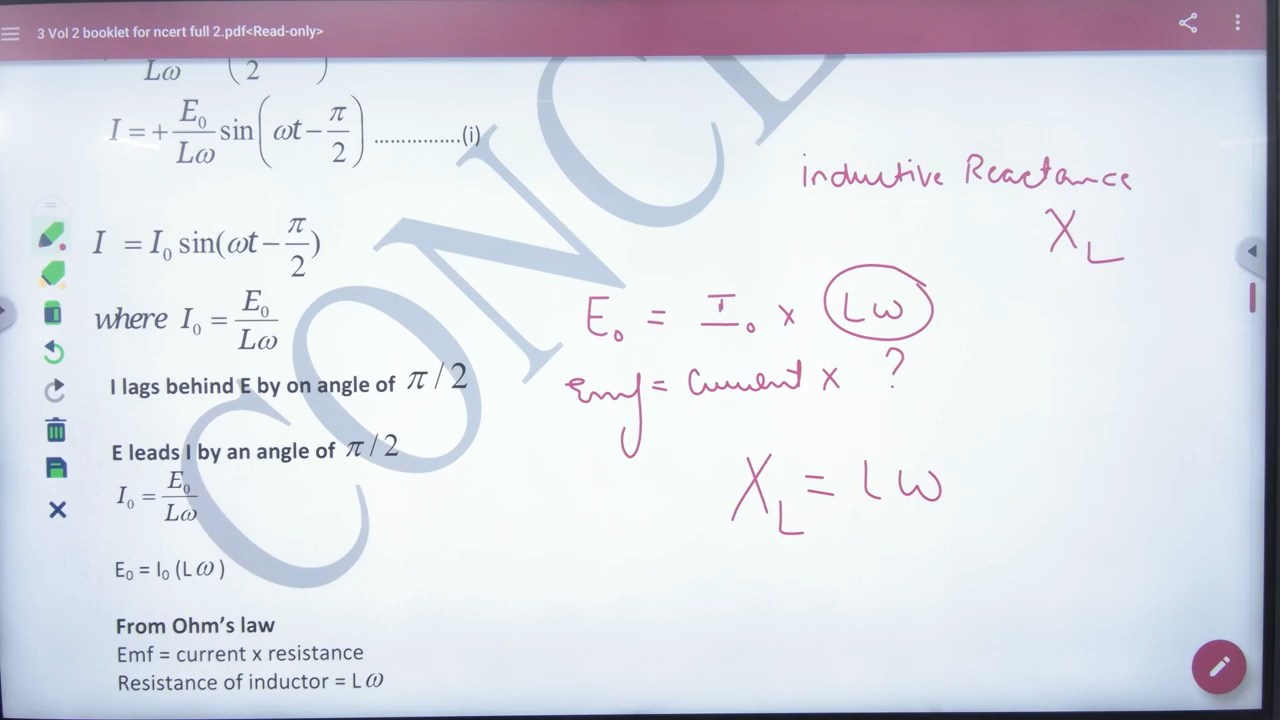 3 Vol 2 booklet for ncert full 2.pdf<Read-only>
Lω ( 2 )
I = + E₀/Lω sin(ωt − π/2) ................(i)
inductive Reactance
X_L
I = I₀ sin(ωt − π/2)
where I₀ = E₀/Lω
E₀ = I₀ × Lω
I lags behind E by on angle of π / 2
Emf = Current × ?
E leads I by an angle of π / 2
I₀ = E₀/Lω
X_L = Lω
E₀ = I₀ (Lω)
From Ohm's law
Emf = current x resistance
Resistance of inductor = Lω
CONCE